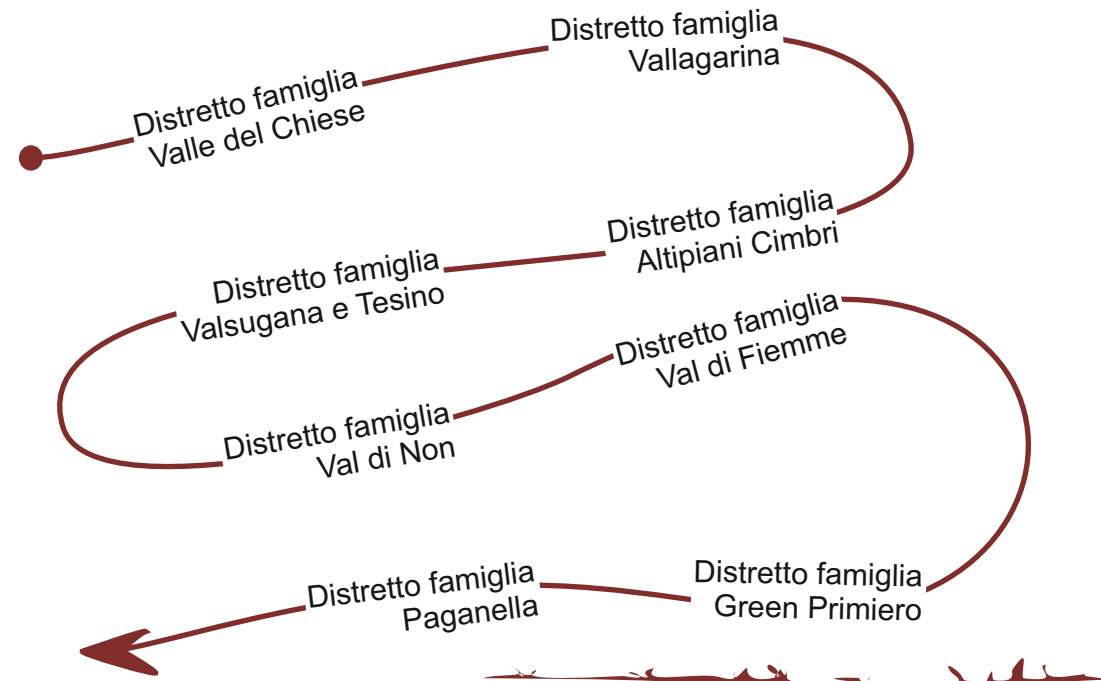 Distretto famiglia
Valle del Chiese
Distretto famiglia
Vallagarina
Distretto famiglia
Altipiani Cimbri
Distretto famiglia
Valsugana e Tesino
Distretto famiglia
Val di Non
Distretto famiglia
Val di Fiemme
Distretto famiglia
Green Primiero
Distretto famiglia
Paganella